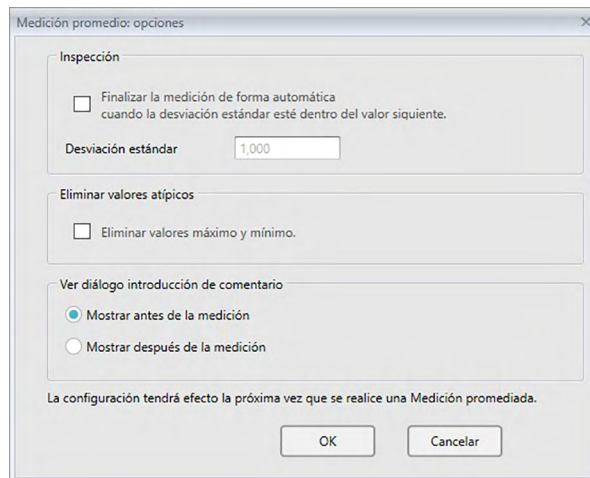 Medición promedio: opciones
Inspección
Finalizar la medición de forma automática
cuando la desviación estándar esté dentro del valor siguiente.
Desviación estándar
1,000
Eliminar valores atípicos
Eliminar valores máximo y mínimo.
Ver diálogo introducción de comentario
Mostrar antes de la medición
Mostrar después de la medición
La configuración tendrá efecto la próxima vez que se realice una Medición promediada.
OK
Cancelar